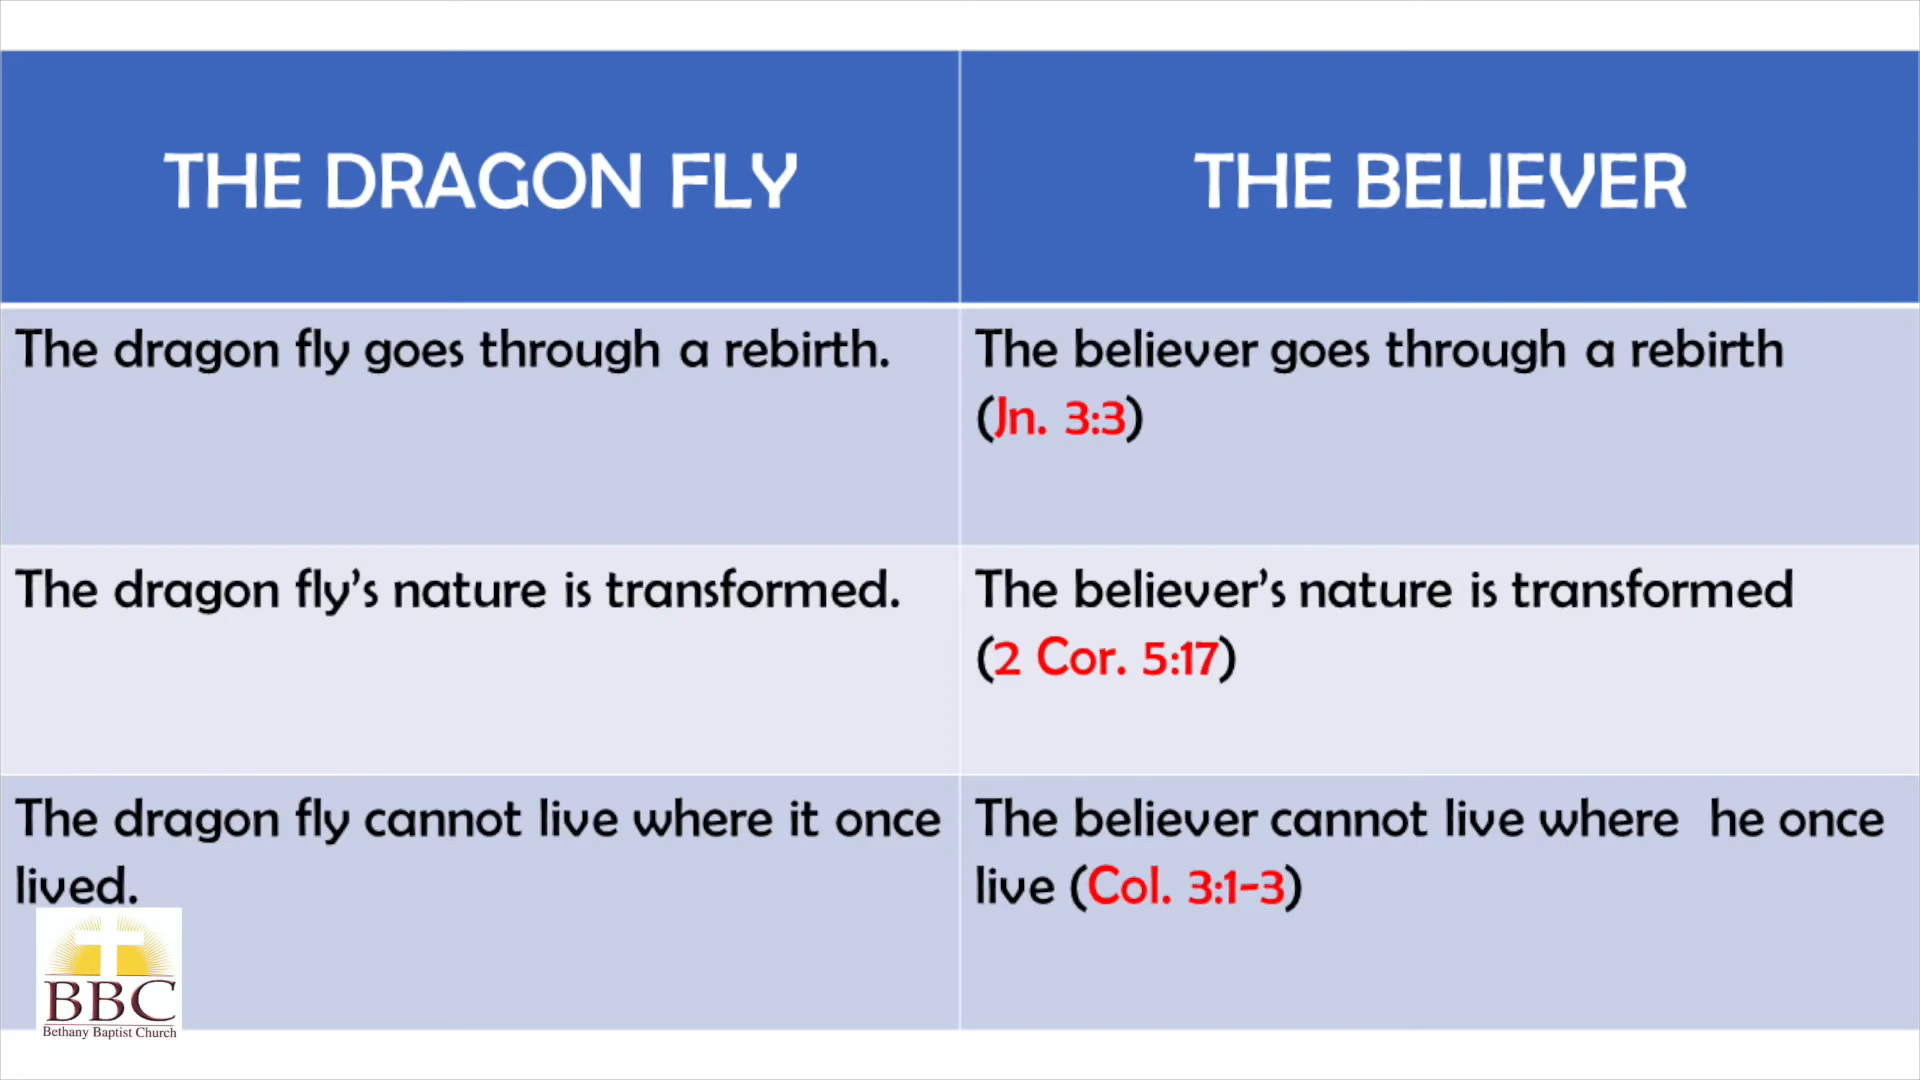 THE DRAGON FLY
THE BELIEVER
The dragon fly goes through a rebirth.
The believer goes through a rebirth
(Jn. 3:3)
The dragon fly’s nature is transformed.
The believer’s nature is transformed
(2 Cor. 5:17)
The dragon fly cannot live where it once
lived.
The believer cannot live where  he once
live (Col. 3:1-3)
BBC
Bethany Baptist Church